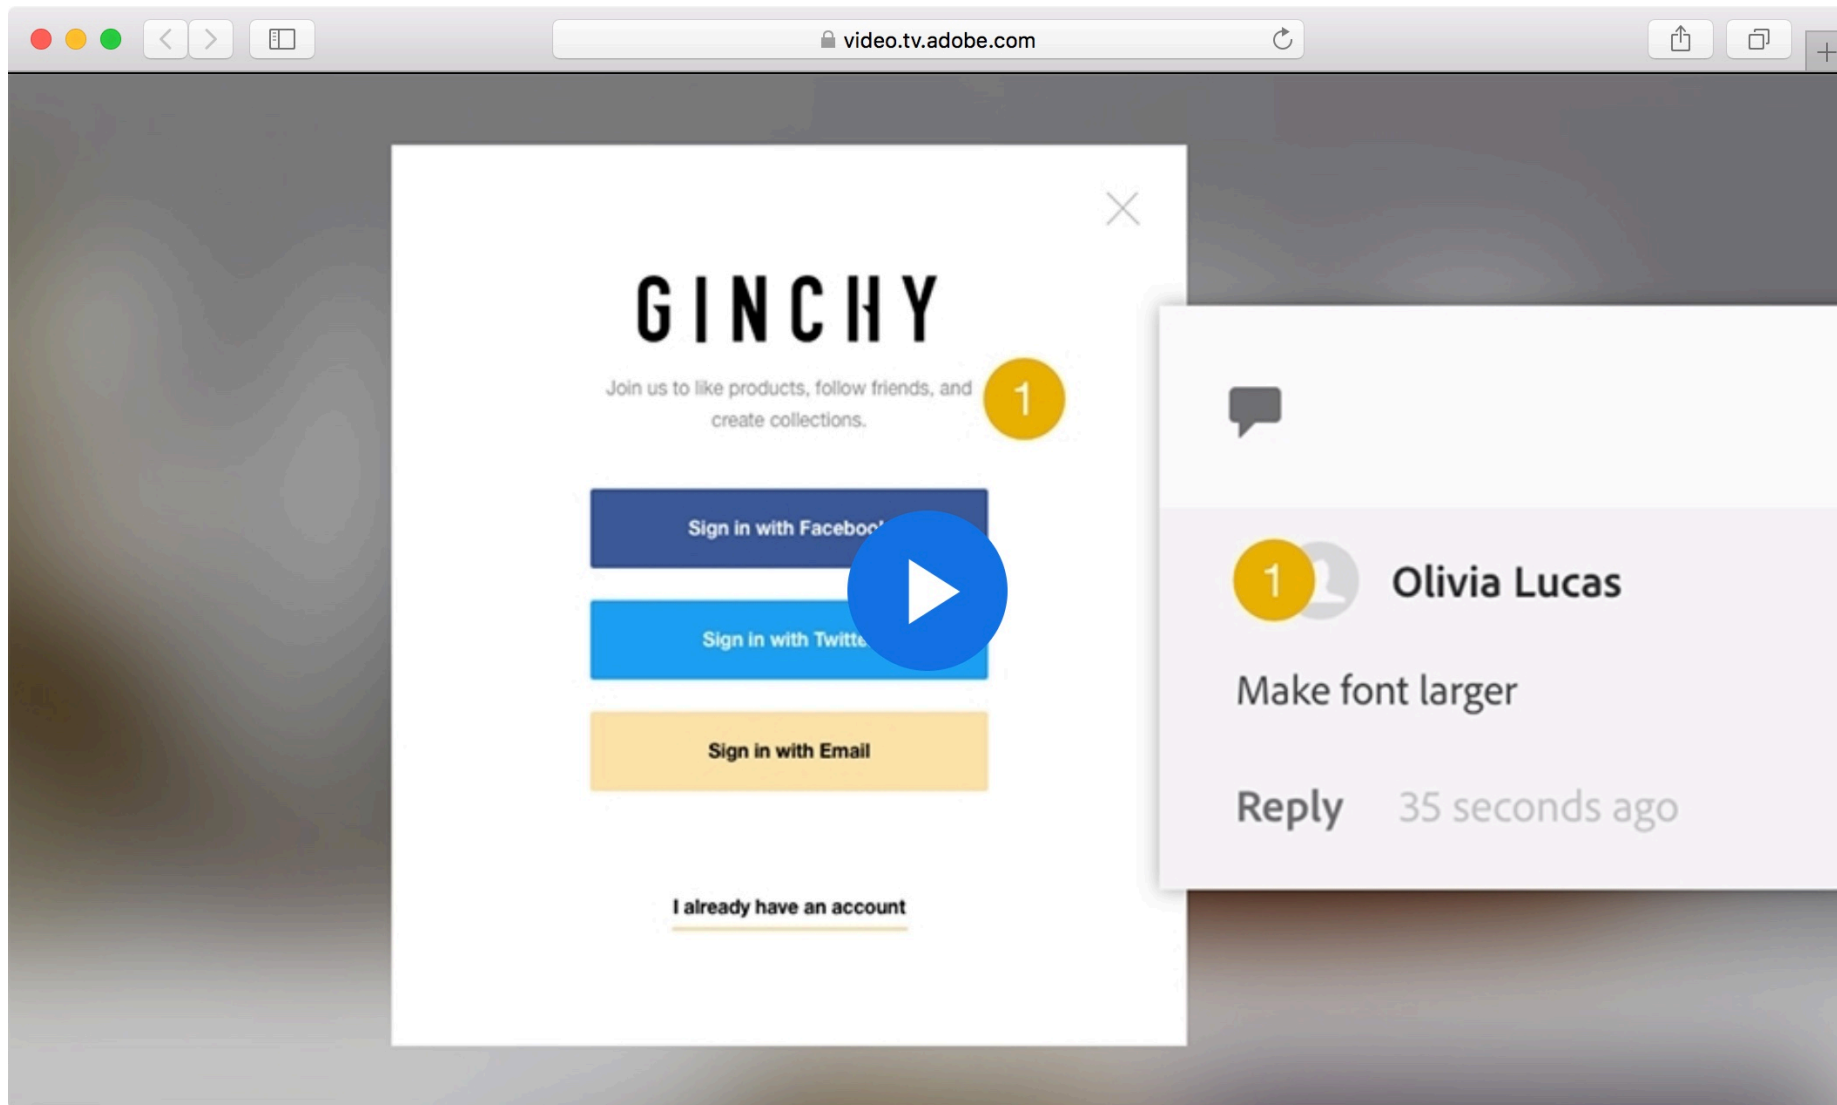 video.tv.adobe.com
GINCHY
Join us to like products, follow friends, and
create collections.
1
Sign in with
Sign in with
Sign in with Email
I already have an account
1
Olivia Lucas
Make font larger
Reply 35 seconds ago